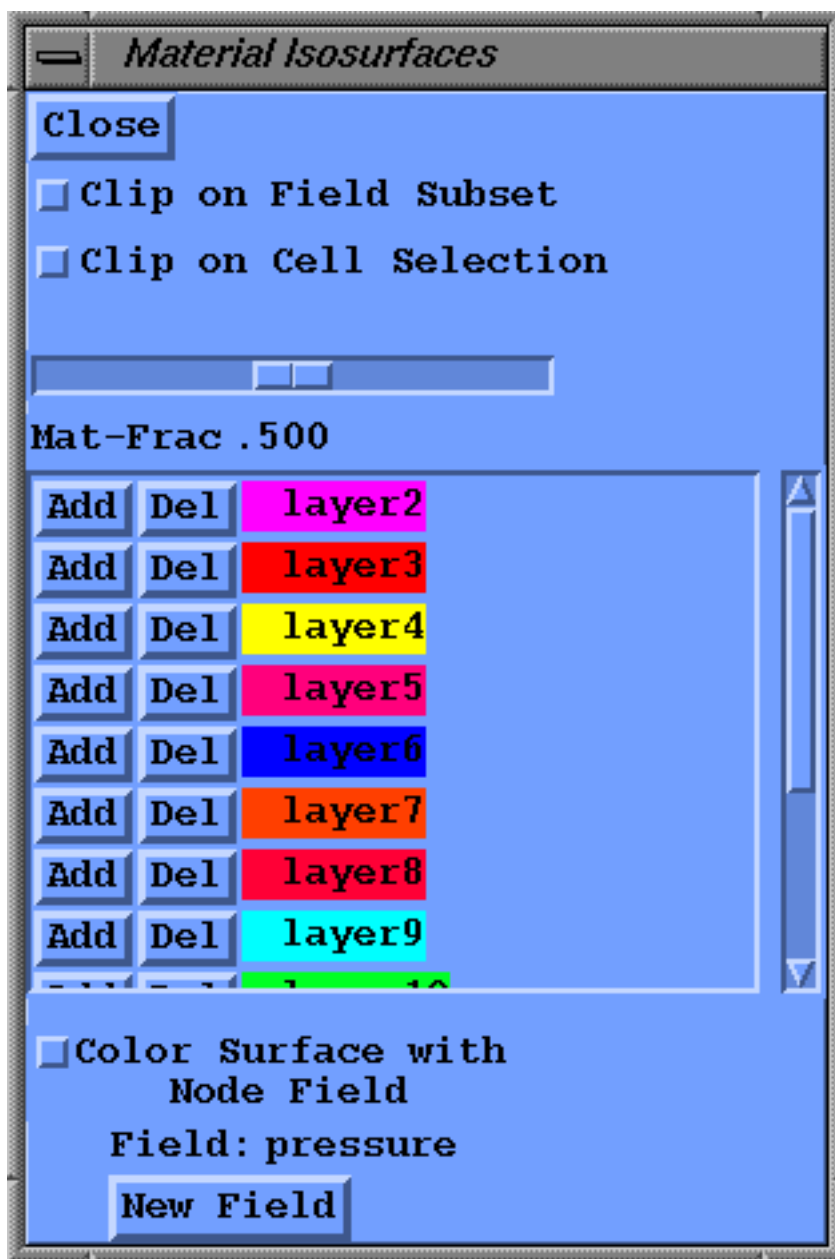 Material Isosurfaces
Close
Clip on Field Subset
Clip on Cell Selection
Mat-Frac .500
Add Del layer2
Add Del layer3
Add Del layer4
Add Del layer5
Add Del layer6
Add Del layer7
Add Del layer8
Add Del layer9
Color Surface with
Node Field
Field: pressure
New Field